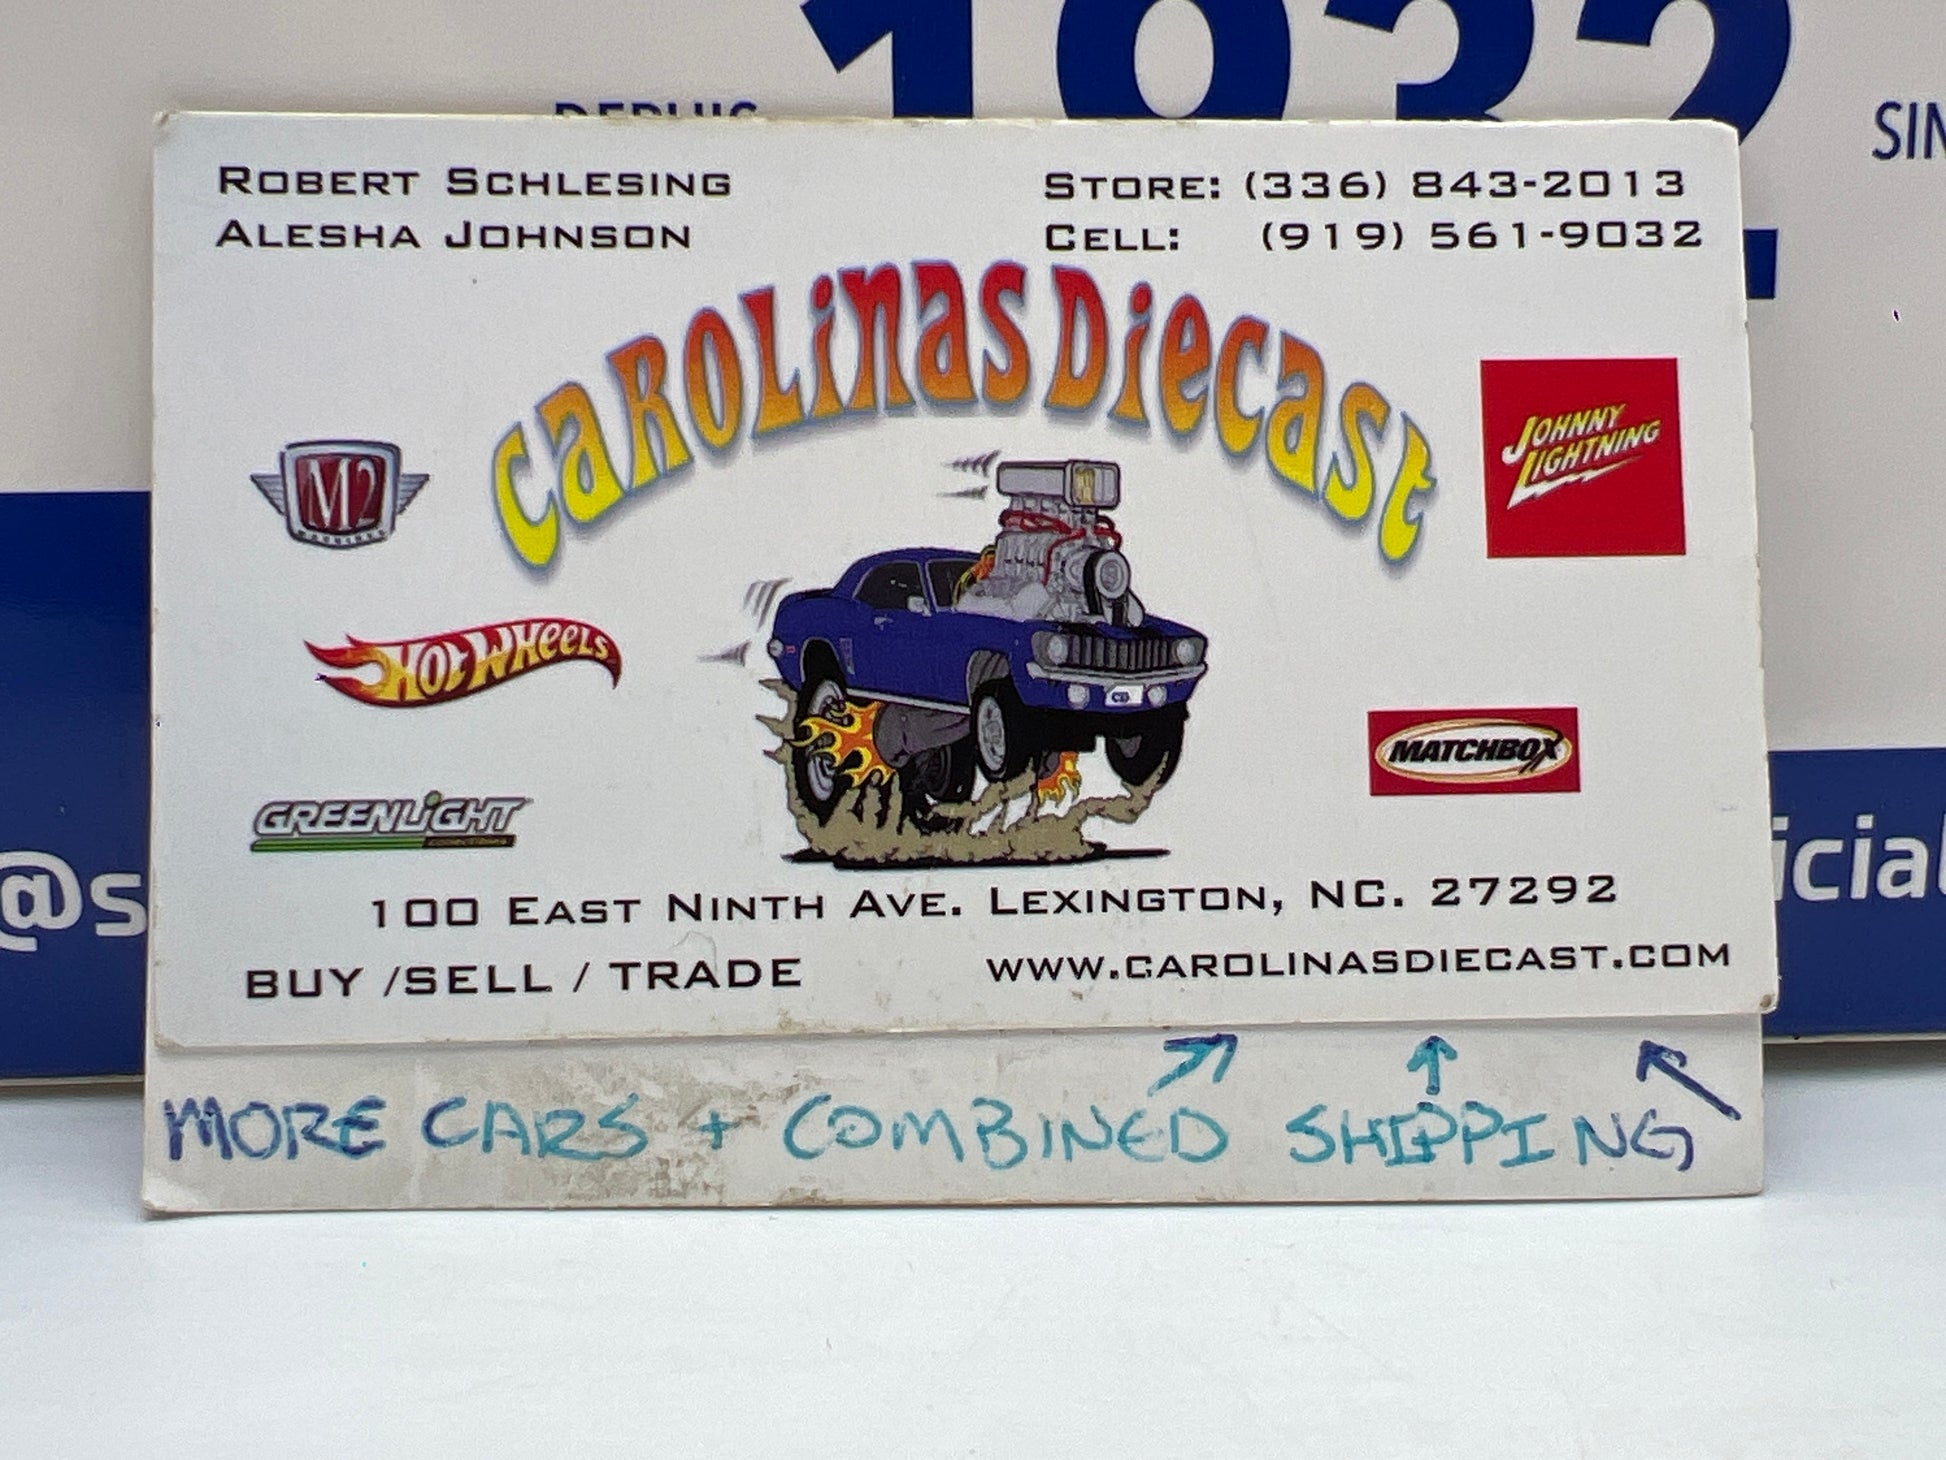 DEPUIS 1932
ROBERT SCHLESING
ALESHA JOHNSON
STORE: (336) 843-2013
CELL: (919) 561-9032
CAROLINAS DIECAST
M2
JOHNNY LIGHTNING
HOT WHEELS
MATCHBOX
GREENLIGHT
100 EAST NINTH AVE. LEXINGTON, NC. 27292
BUY /SELL / TRADE
WWW.CAROLINASDIECAST.COM
MORE CARS + COMBINED SHIPPING